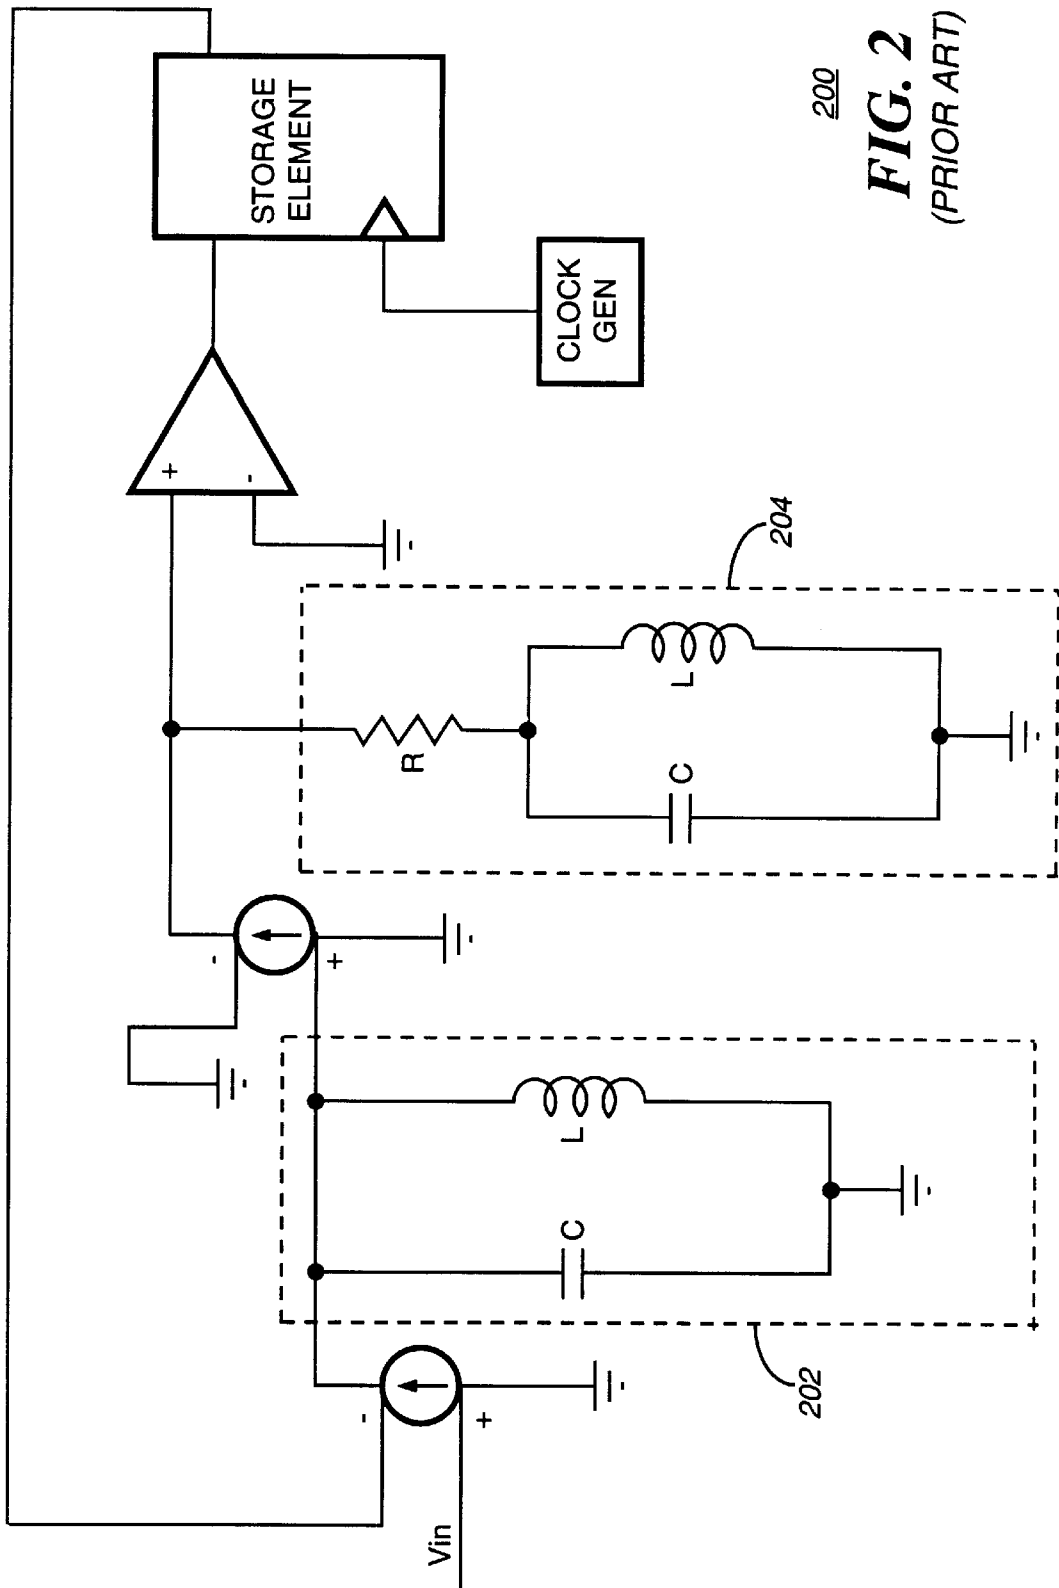 STORAGE
ELEMENT
+
-
CLOCK
GEN
-
+
R
C
L
204
C
L
202
-
+
Vin
200
FIG. 2
(PRIOR ART)